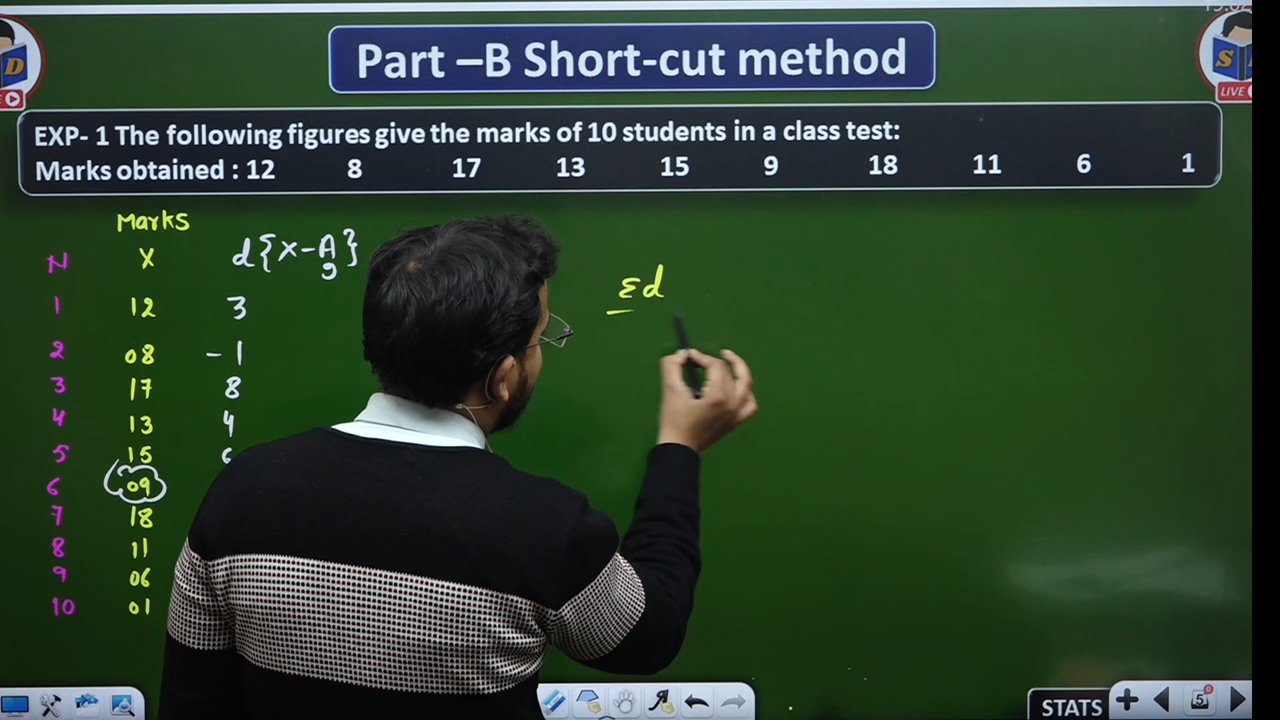 Part –B Short-cut method
D
S
LIVE
EXP- 1 The following figures give the marks of 10 students in a class test:
Marks obtained : 12 8 17 13 15 9 18 11 6 1
Marks
N X d{X-A}
9
1 12 3
2 08 - 1
3 17 8
4 13 4
5 15
6 09
7 18
8 11
9 06
10 01
Σd
5
0
STATS